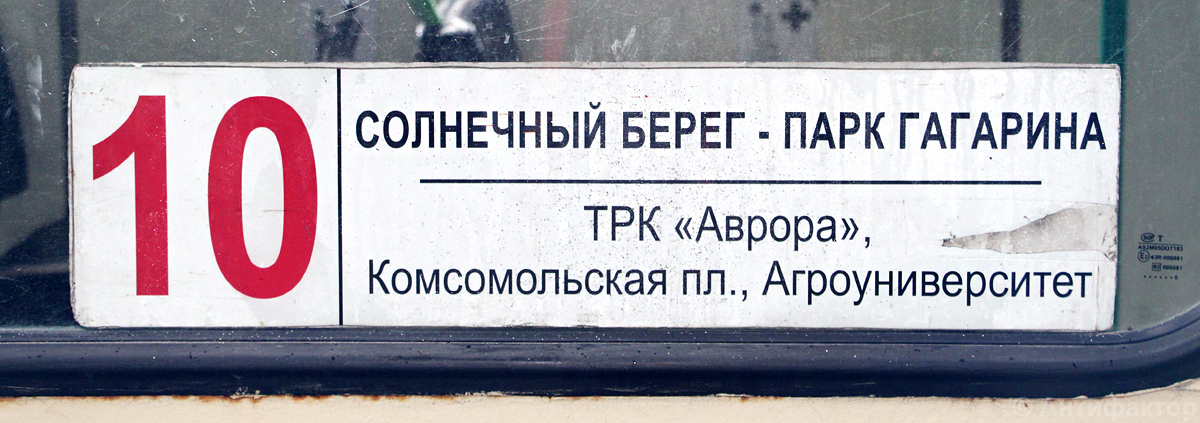 10
СОЛНЕЧНЫЙ БЕРЕГ - ПАРК ГАГАРИНА
ТРК «Аврора»,
Комсомольская пл., Агроуниверситет
© Антифактор